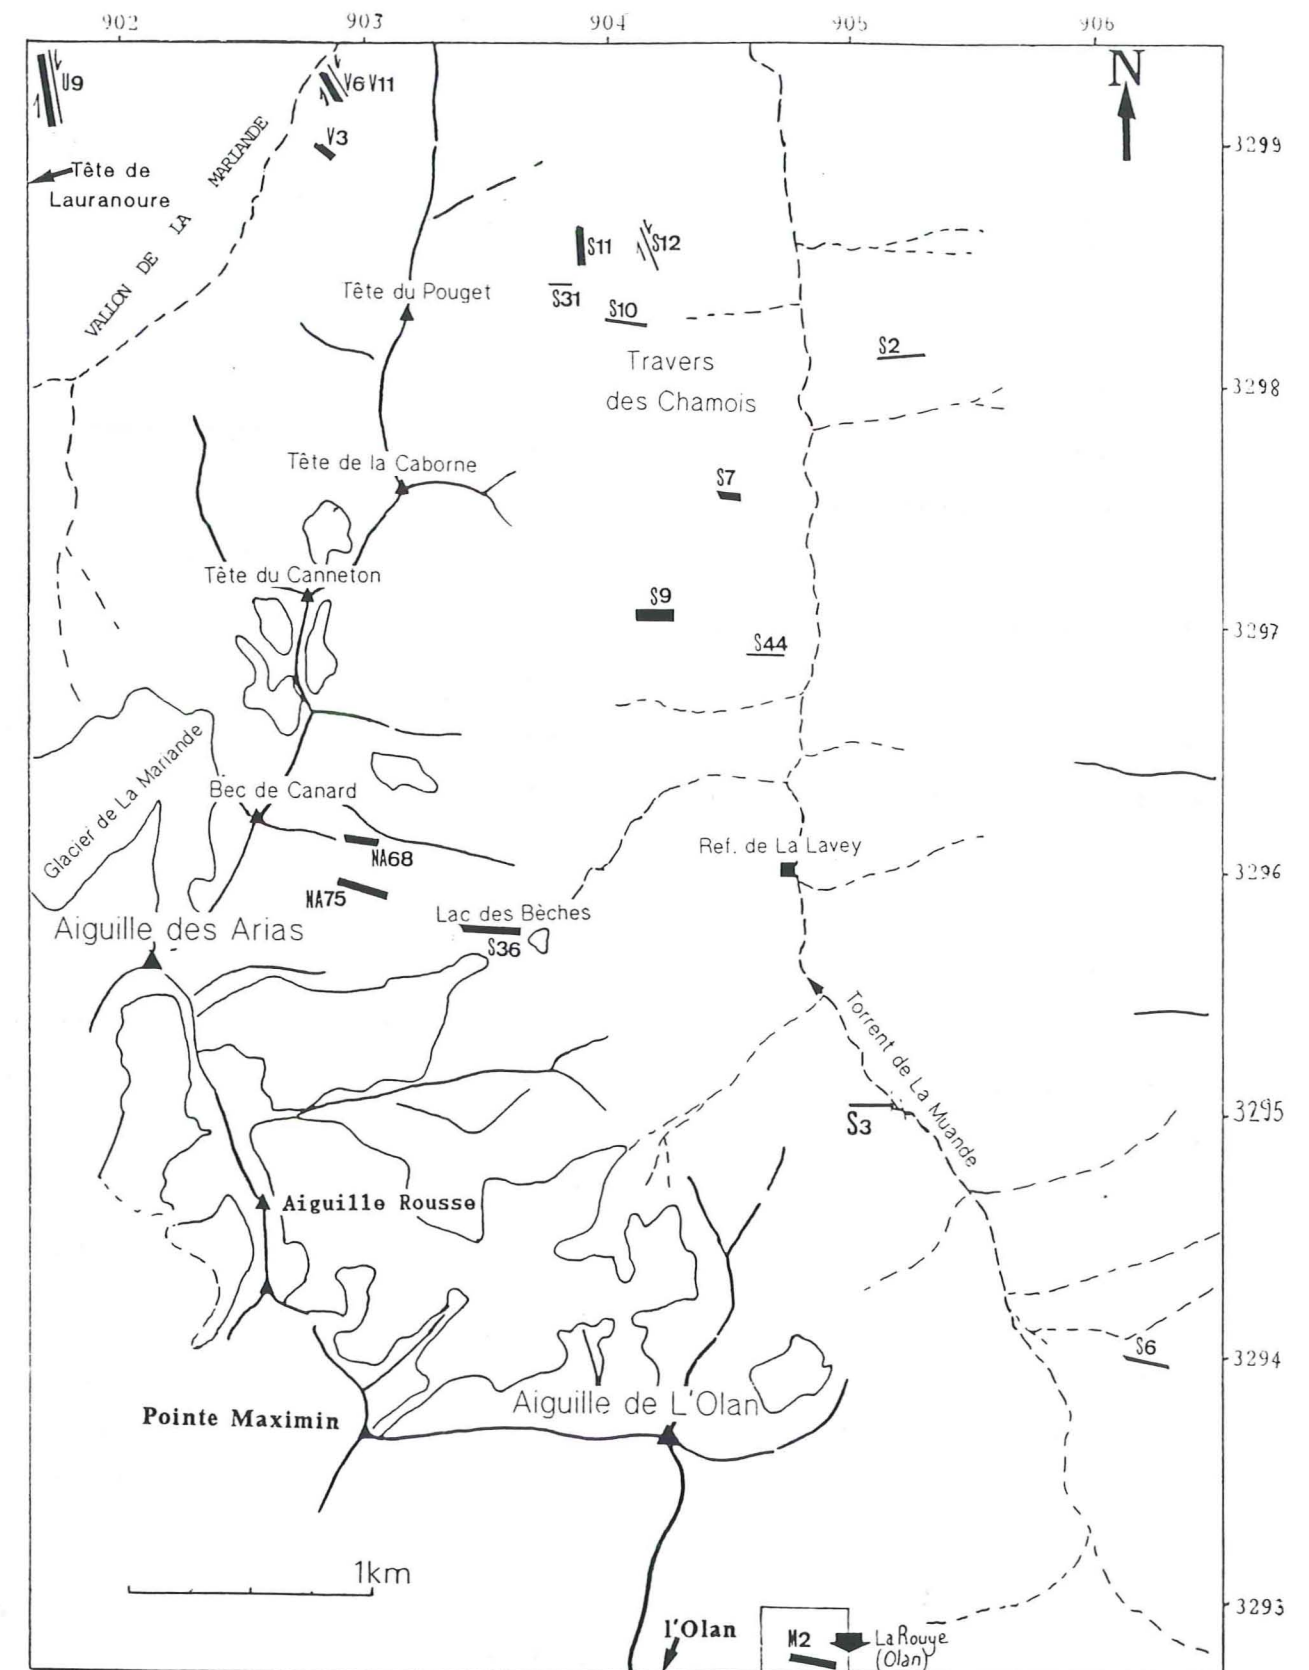 902 903 904 905 906
N
U9
V6 V11
V3
3299
Tête de
Lauranoure
VALLON DE LA MARIANDE
S11
S12
S31
S10
Tête du Pouget
S2
Travers
des Chamois
3298
Tête de la Caborne
S7
Tête du Canneton
S9
S44
3297
Glacier de La Mariande
Bec de Canard
NA68
NA75
Ref. de La Lavey
3296
Lac des Bèches
S36
Aiguille des Arias
Torrent de La Muande
S3
3295
Aiguille Rousse
S6
3294
Aiguille de L'Olan
Pointe Maximin
1km
3293
l'Olan
M2
La Rouye
(Olan)